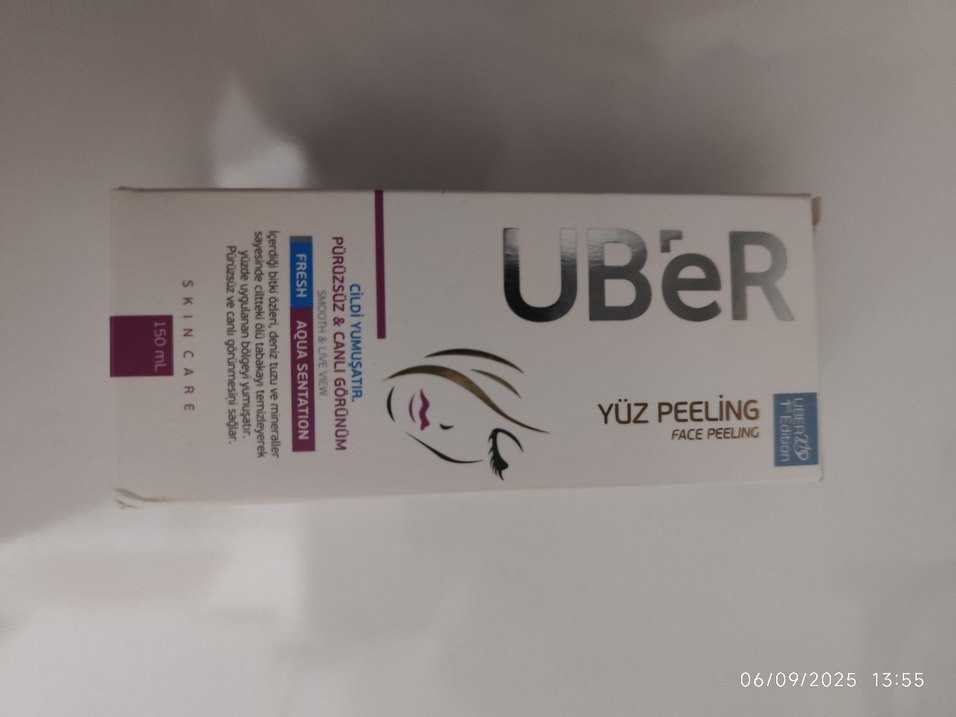 UBER
1st Edition
UBeR
YÜZ PEELİNG
FACE PEELING
CİLDİ YUMUŞATIR.
PÜRÜZSÜZ & CANLI GÖRÜNÜM
SMOOTH & LIVE VIEW
FRESH AQUA SENTATION
İçerdiği bitki özleri, deniz tuzu ve mineraller
sayesinde ciltteki ölü tabakayı temizleyerek
yüzde uygulanan bölgeyi yumuşatır.
Pürüzsüz ve canlı görünmesini sağlar.
SKINCARE
150 mL
06/09/2025 13:55